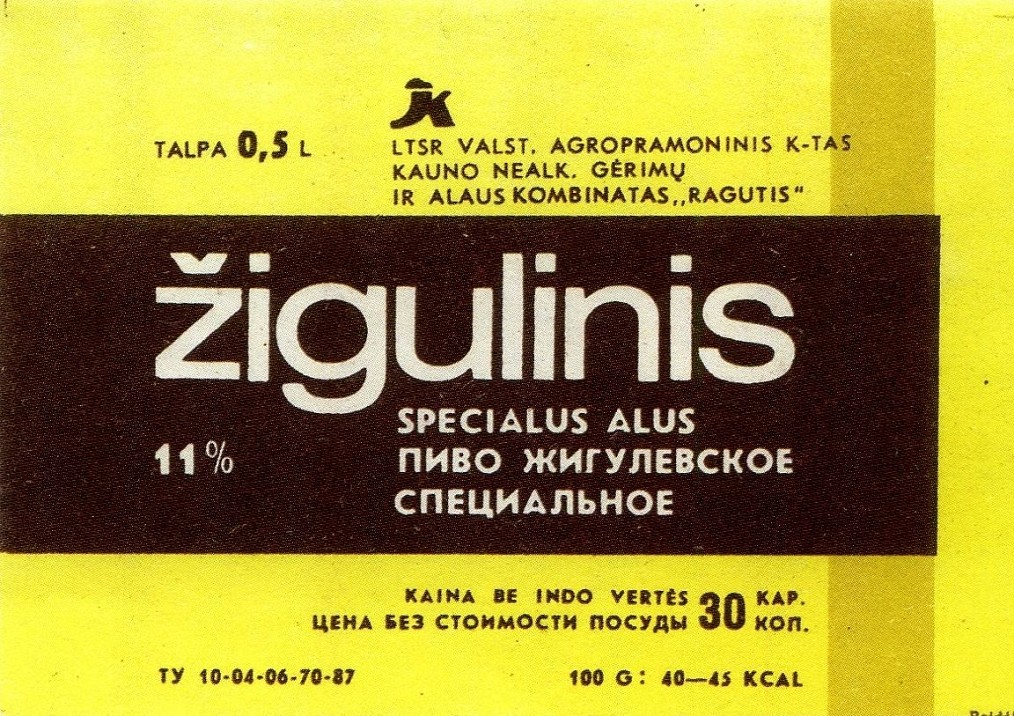 JK
TALPA 0,5 L
LTSR VALST. AGROPRAMONINIS K-TAS
KAUNO NEALK. GĖRIMŲ
IR ALAUS KOMBINATAS „RAGUTIS“
žigulinis
SPECIALUS ALUS
11%
ПИВО ЖИГУЛЕВСКОЕ
СПЕЦИАЛЬНОЕ
KAINA BE INDO VERTĖS 30 KAP.
ЦЕНА БЕЗ СТОИМОСТИ ПОСУДЫ 30 КОП.
ТУ 10-04-06-70-87
100 G: 40—45 KCAL